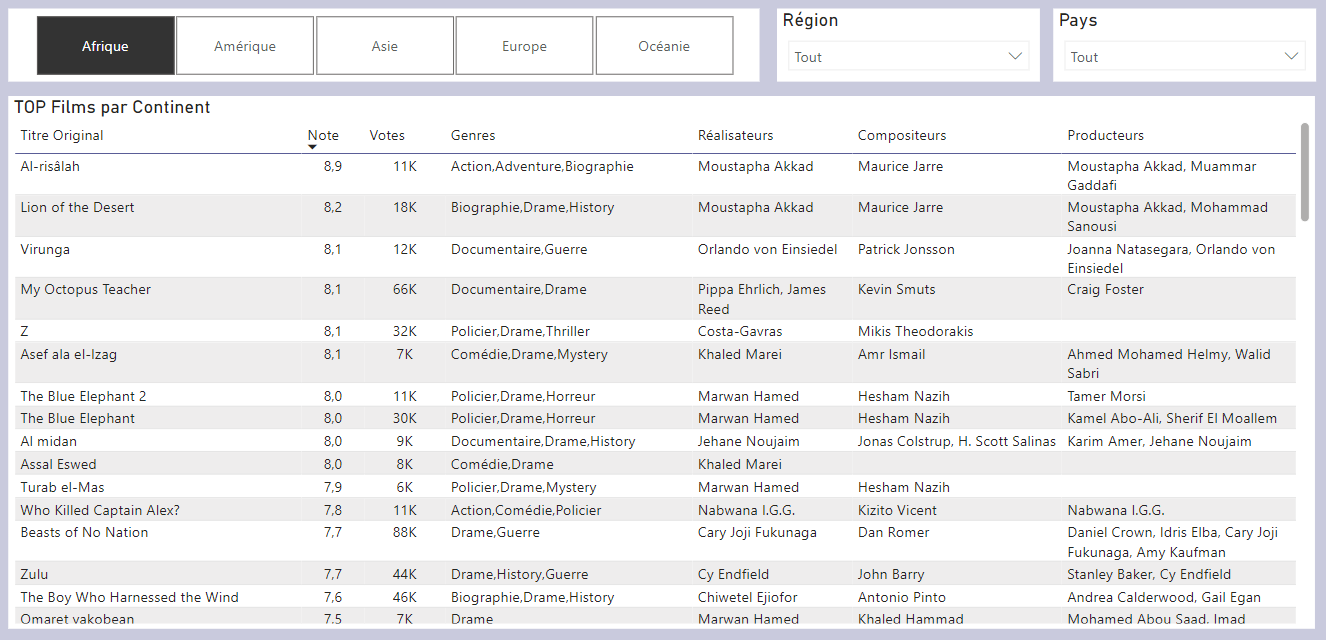 Afrique Amérique Asie Europe Océanie
Région
Tout
Pays
Tout
TOP Films par Continent
Titre Original Note Votes Genres Réalisateurs Compositeurs Producteurs
Al-risâlah 8,9 11K Action,Adventure,Biographie Moustapha Akkad Maurice Jarre Moustapha Akkad, Muammar
Gaddafi
Lion of the Desert 8,2 18K Biographie,Drame,History Moustapha Akkad Maurice Jarre Moustapha Akkad, Mohammad
Sanousi
Virunga 8,1 12K Documentaire,Guerre Orlando von Einsiedel Patrick Jonsson Joanna Natasegara, Orlando von
Einsiedel
My Octopus Teacher 8,1 66K Documentaire,Drame Pippa Ehrlich, James Kevin Smuts Craig Foster
Reed
Z 8,1 32K Policier,Drame,Thriller Costa-Gavras Mikis Theodorakis
Asef ala el-Izag 8,1 7K Comédie,Drame,Mystery Khaled Marei Amr Ismail Ahmed Mohamed Helmy, Walid
Sabri
The Blue Elephant 2 8,0 11K Policier,Drame,Horreur Marwan Hamed Hesham Nazih Tamer Morsi
The Blue Elephant 8,0 30K Policier,Drame,Horreur Marwan Hamed Hesham Nazih Kamel Abo-Ali, Sherif El Moallem
Al midan 8,0 9K Documentaire,Drame,History Jehane Noujaim Jonas Colstrup, H. Scott Salinas Karim Amer, Jehane Noujaim
Assal Eswed 8,0 8K Comédie,Drame Khaled Marei
Turab el-Mas 7,9 6K Policier,Drame,Mystery Marwan Hamed Hesham Nazih
Who Killed Captain Alex? 7,8 11K Action,Comédie,Policier Nabwana I.G.G. Kizito Vicent Nabwana I.G.G.
Beasts of No Nation 7,7 88K Drame,Guerre Cary Joji Fukunaga Dan Romer Daniel Crown, Idris Elba, Cary Joji
Fukunaga, Amy Kaufman
Zulu 7,7 44K Drame,History,Guerre Cy Endfield John Barry Stanley Baker, Cy Endfield
The Boy Who Harnessed the Wind 7,6 46K Biographie,Drame,History Chiwetel Ejiofor Antonio Pinto Andrea Calderwood, Gail Egan
Omaret yakobean 7,5 7K Drame Marwan Hamed Khaled Hammad Mohamed Abou Saad, Imad